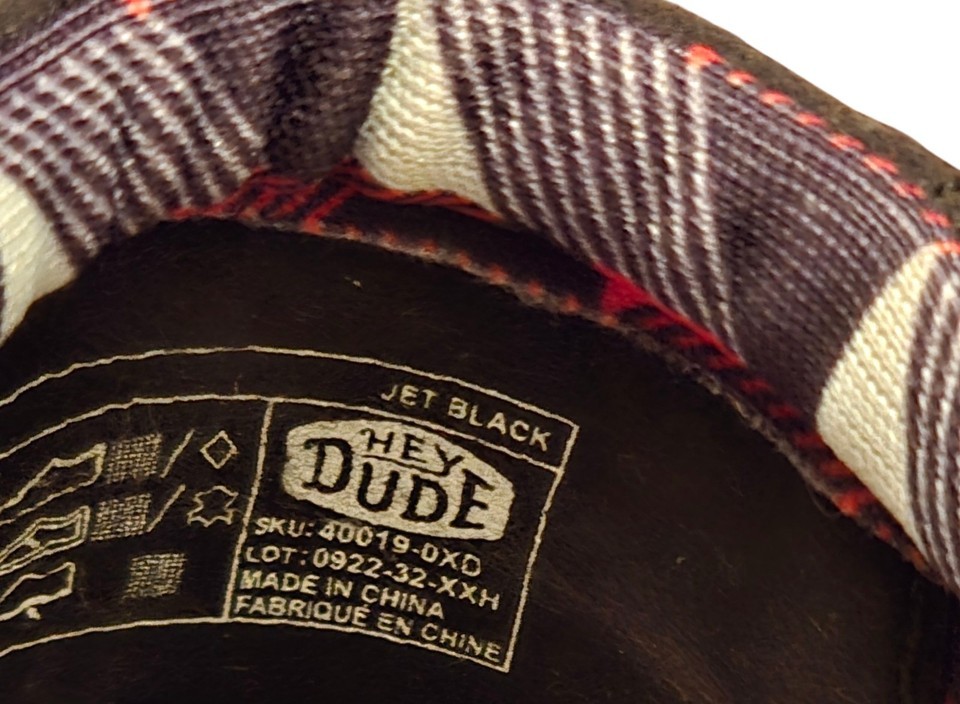 JET BLACK
HEY
DUDE
SKU: 40019-0XD
LOT: 0922-32-XXH
MADE IN CHINA
FABRIQUÉ EN CHINE